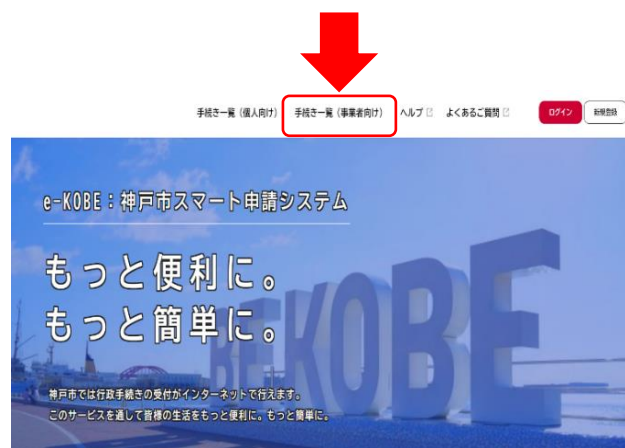 手続き一覧（個人向け） 手続き一覧（事業者向け） ヘルプ よくあるご質問 ログイン 新規登録
e-KOBE：神戸市スマート申請システム
もっと便利に。
もっと簡単に。
BE KOBE
神戸市では行政手続きの受付がインターネットで行えます。
このサービスを通して皆様の生活をもっと便利に。もっと簡単に。